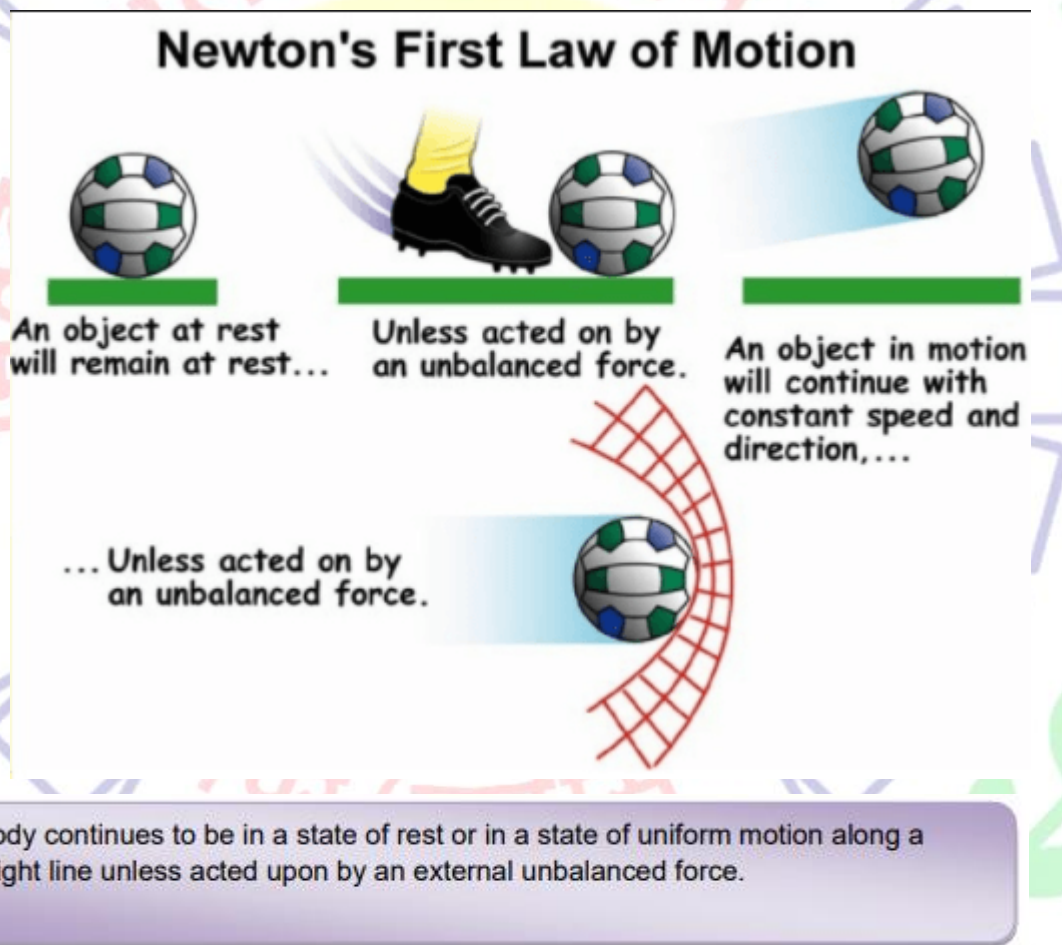 Newton's First Law of Motion
An object at rest
will remain at rest...
Unless acted on by
an unbalanced force.
An object in motion
will continue with
constant speed and
direction,...
...Unless acted on by
an unbalanced force.
continues to be in a state of rest or in a state of uniform motion along a
line unless acted upon by an external unbalanced force.